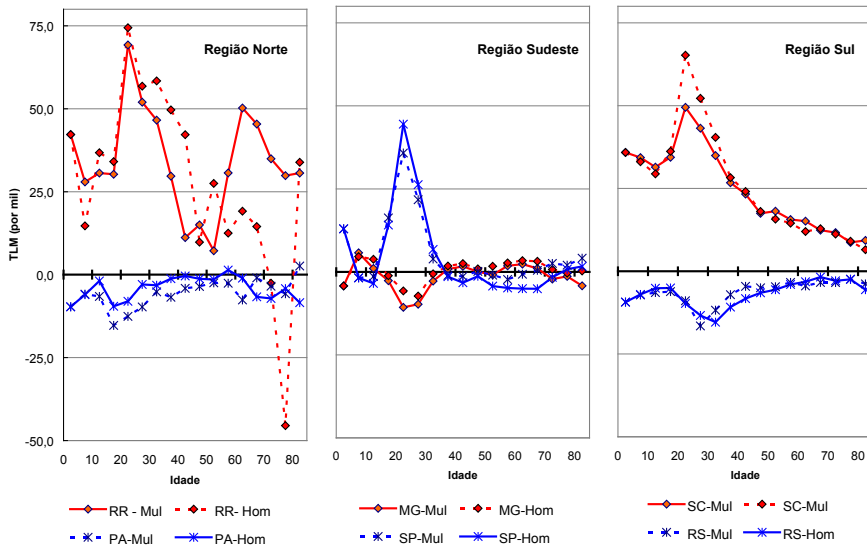 75,0
50,0
25,0
0,0
-25,0
-50,0
TLM (por mil)
Região Norte
0 10 20 30 40 50 60 70 80
Idade
RR - Mul
RR- Hom
PA-Mul
PA-Hom
Região Sudeste
0 10 20 30 40 50 60 70 80
Idade
MG-Mul
MG-Hom
SP-Mul
SP-Hom
Região Sul
0 10 20 30 40 50 60 70 80
Idade
SC-Mul
SC-Mul
RS-Mul
RS-Hom